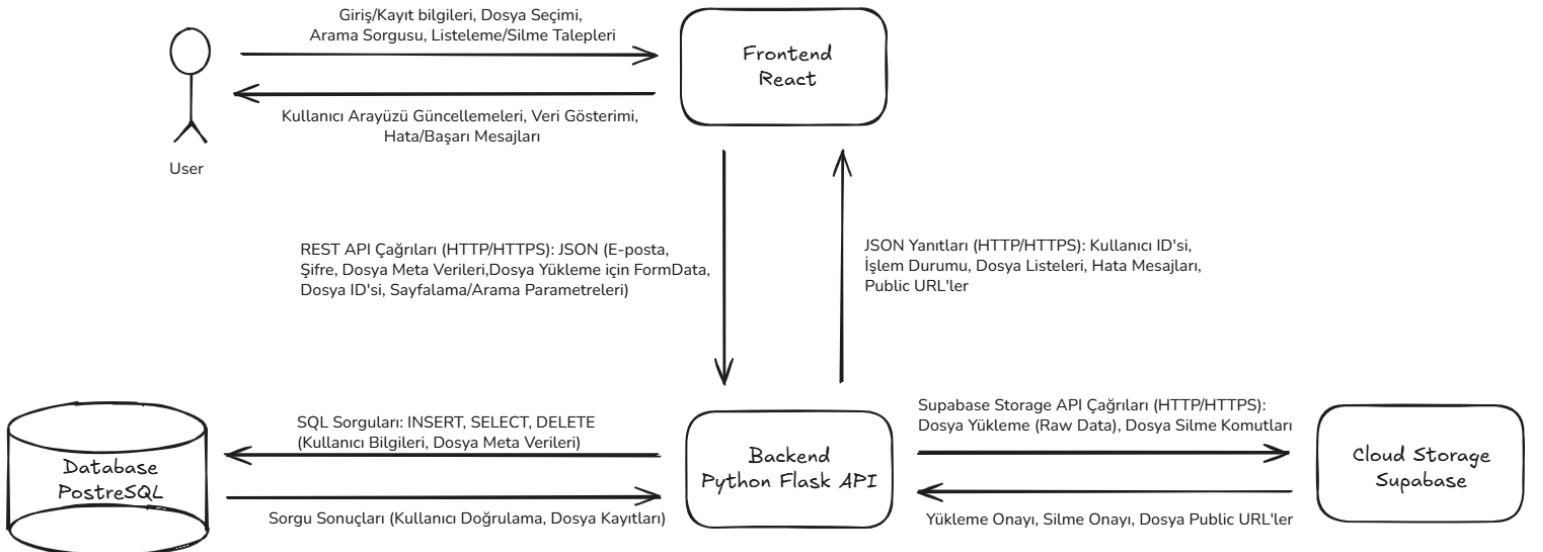 Giriş/Kayıt bilgileri, Dosya Seçimi,
Arama Sorgusu, Listeleme/Silme Talepleri
Frontend
React
Kullanıcı Arayüzü Güncellemeleri, Veri Gösterimi,
Hata/Başarı Mesajları
User
REST API Çağrıları (HTTP/HTTPS): JSON (E-posta,
Şifre, Dosya Meta Verileri,Dosya Yükleme için FormData,
Dosya ID'si, Sayfalama/Arama Parametreleri)
JSON Yanıtları (HTTP/HTTPS): Kullanıcı ID'si,
İşlem Durumu, Dosya Listeleri, Hata Mesajları,
Public URL'ler
Database
PostreSQL
SQL Sorguları: INSERT, SELECT, DELETE
(Kullanıcı Bilgileri, Dosya Meta Verileri)
Sorgu Sonuçları (Kullanıcı Doğrulama, Dosya Kayıtları)
Backend
Python Flask API
Supabase Storage API Çağrıları (HTTP/HTTPS):
Dosya Yükleme (Raw Data), Dosya Silme Komutları
Yükleme Onayı, Silme Onayı, Dosya Public URL'ler
Cloud Storage
Supabase